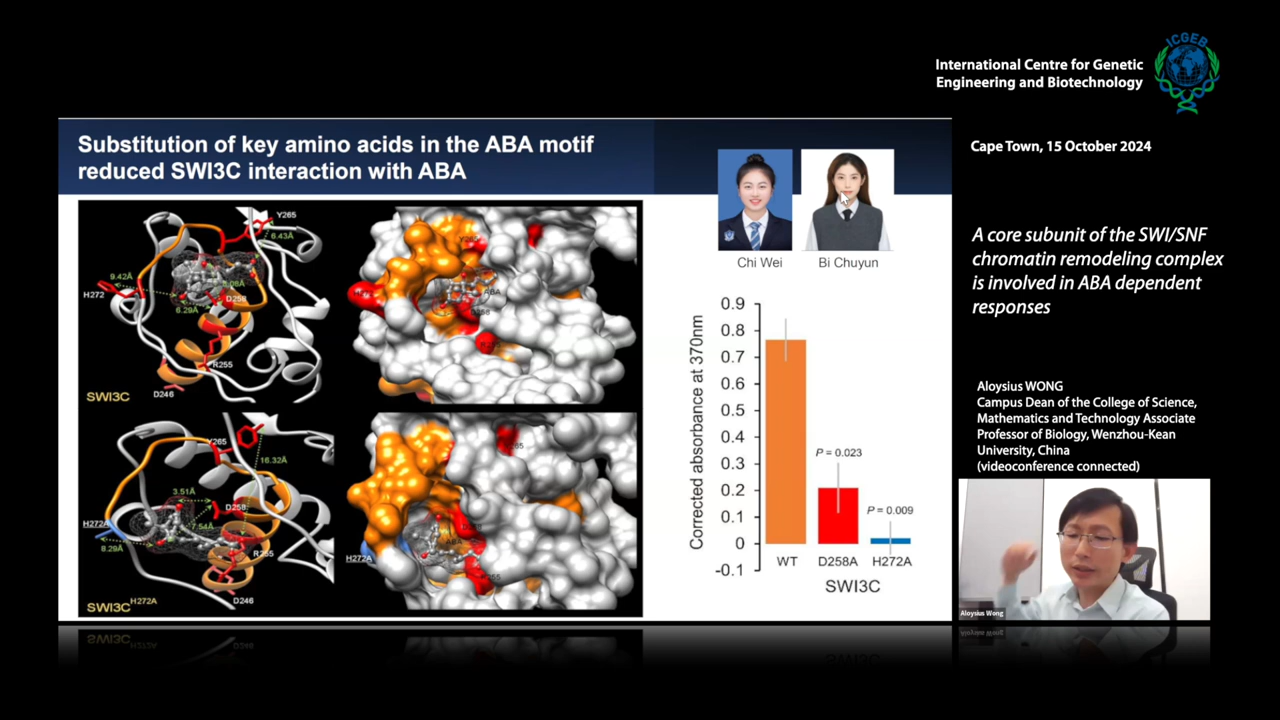 ICGEB
International Centre for Genetic
Engineering and Biotechnology
Cape Town, 15 October 2024
A core subunit of the SWI/SNF
chromatin remodeling complex
is involved in ABA dependent
responses
Aloysius WONG
Campus Dean of the College of Science,
Mathematics and Technology Associate
Professor of Biology, Wenzhou-Kean
University, China
(videoconference connected)
Aloysius Wong
Substitution of key amino acids in the ABA motif
reduced SWI3C interaction with ABA
Y265
6.43Å
9.42Å
H272
D258
6.29Å
R255
D246
SWI3C
ABA
Y265
16.32Å
3.51Å
D258
H272A
7.54Å
8.29Å
R255
D246
SWI3C H272A
H272A
ABA
Chi Wei
Bi Chuyun
Corrected absorbance at 370nm
0.9
0.8
0.7
0.6
0.5
0.4
0.3
0.2
0.1
0
-0.1
P = 0.023
P = 0.009
WT
D258A
H272A
SWI3C